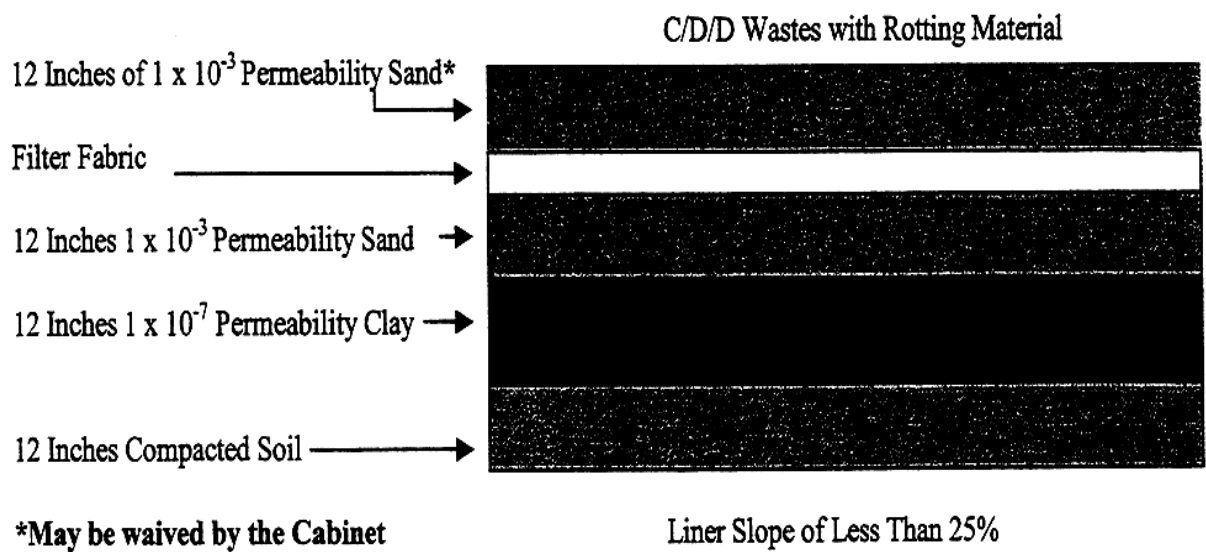 C/D/D Wastes with Rotting Material
12 Inches of 1 x 10⁻³ Permeability Sand*
Filter Fabric
12 Inches 1 x 10⁻³ Permeability Sand
12 Inches 1 x 10⁻⁷ Permeability Clay
12 Inches Compacted Soil
*May be waived by the Cabinet
Liner Slope of Less Than 25%